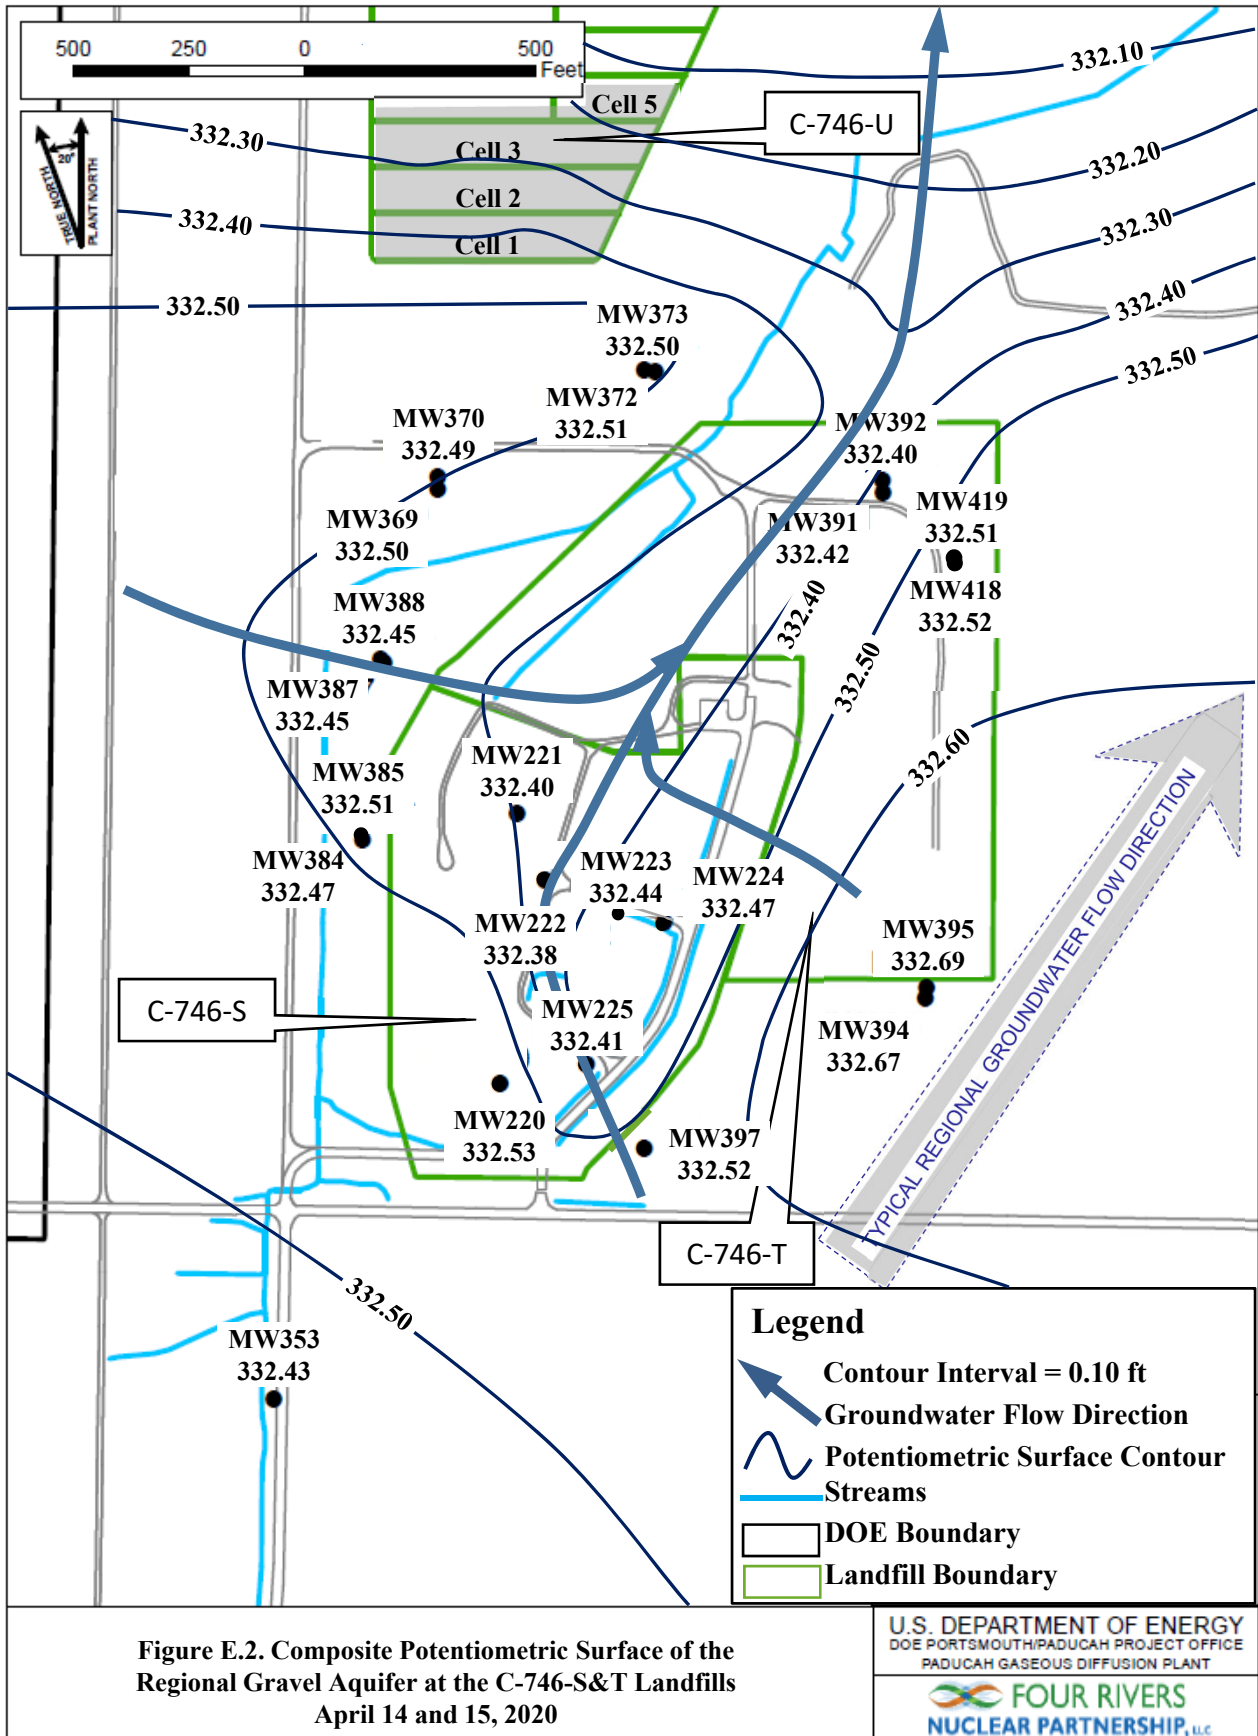 500 250 0 500
Feet
332.10
Cell 5
C-746-U
TRUE NORTH
20°
PLANT NORTH
332.30
Cell 3
332.20
Cell 2
332.40
Cell 1
332.30
332.40
332.50
MW373
332.50
332.50
MW372
332.51
MW370
332.49
MW392
332.40
MW369
332.50
MW391
332.42
MW419
332.51
MW418
332.52
MW388
332.45
332.40
MW387
332.45
332.50
MW221
332.40
332.60
MW385
332.51
MW384
332.47
MW223
332.44
MW224
332.47
MW222
332.38
MW395
332.69
C-746-S
MW225
332.41
MW394
332.67
MW220
332.53
MW397
332.52
TYPICAL REGIONAL GROUNDWATER FLOW DIRECTION
C-746-T
332.50
MW353
332.43
Legend
Contour Interval = 0.10 ft
Groundwater Flow Direction
Potentiometric Surface Contour
Streams
DOE Boundary
Landfill Boundary
Figure E.2. Composite Potentiometric Surface of the
Regional Gravel Aquifer at the C-746-S&T Landfills
April 14 and 15, 2020
U.S. DEPARTMENT OF ENERGY
DOE PORTSMOUTH/PADUCAH PROJECT OFFICE
PADUCAH GASEOUS DIFFUSION PLANT
FOUR RIVERS
NUCLEAR PARTNERSHIP, LLC